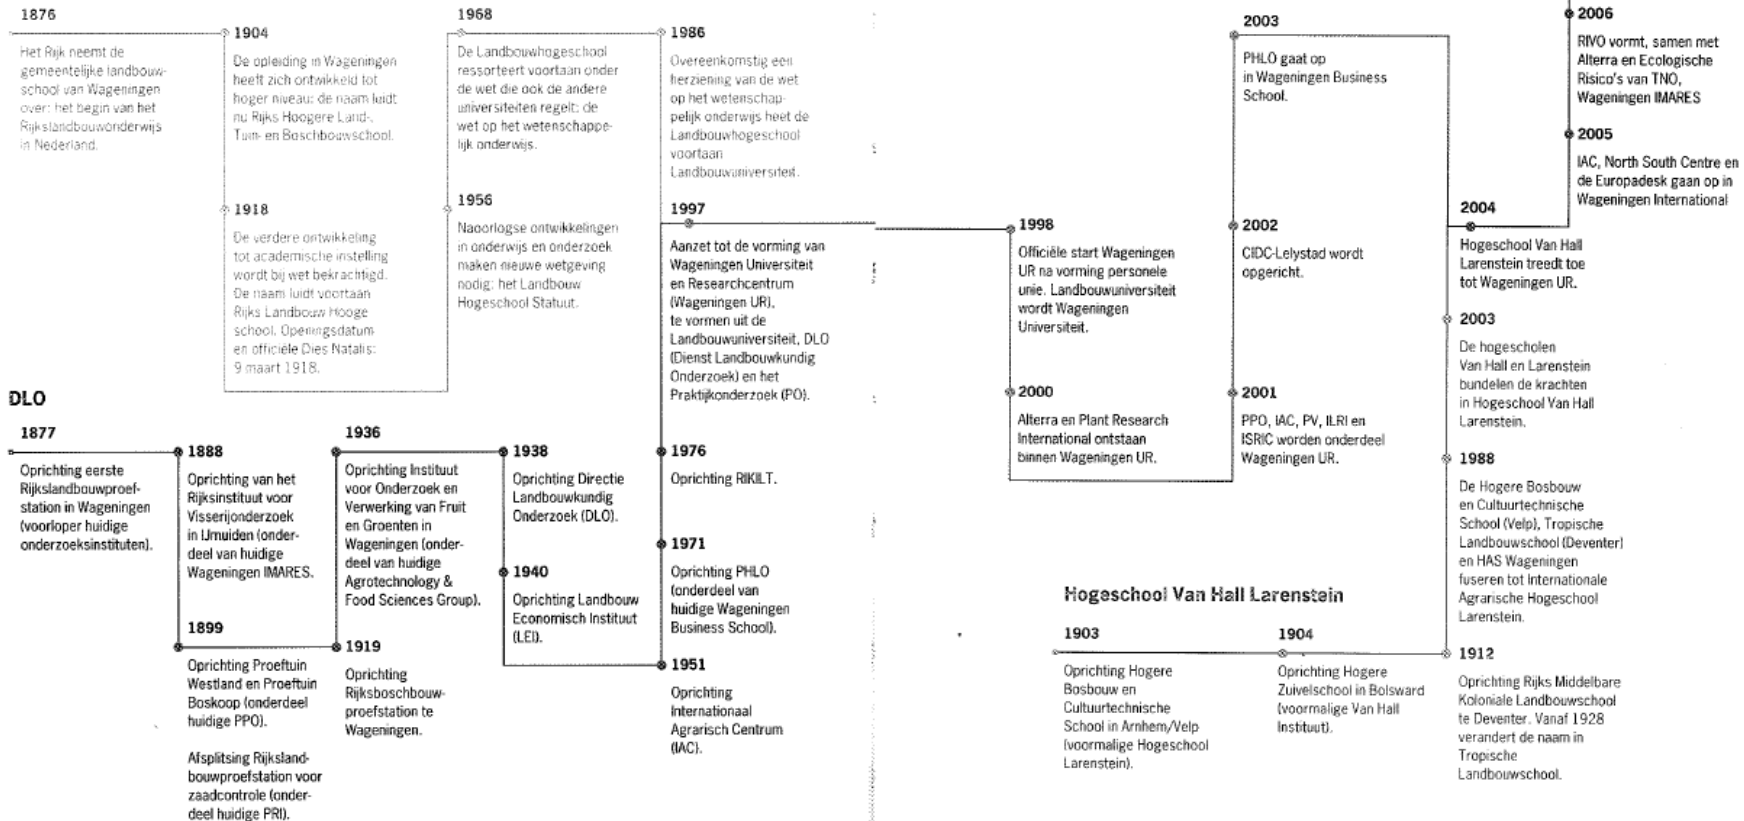 1876
Het Rijk neemt de
gemeentelijke landbouw-
school van Wageningen
over: het begin van het
Rijkslandbouwonderwijs
in Nederland.
1904
De opleiding in Wageningen
heeft zich ontwikkeld tot
hoger niveau: de naam luidt
nu Rijks Hoogere Land-,
Tuin- en Boschbouwschool.
1918
De verdere ontwikkeling
tot academische instelling
wordt bij wet bekrachtigd.
De naam luidt voortaan
Rijks Landbouw Hooge
school. Openingsdatum
en officiële Dies Natalis:
9 maart 1918.
1968
De Landbouwhogeschool
ressorteert voortaan onder
de wet die ook de andere
universiteiten regelt: de
wet op het wetenschappe-
lijk onderwijs.
1956
Naoorlogse ontwikkelingen
in onderwijs en onderzoek
maken nieuwe wetgeving
nodig: het Landbouw
Hogeschool Statuut.
1986
Overeenkomstig een
herziening van de wet
op het wetenschap-
pelijk onderwijs heet de
Landbouwhogeschool
voortaan
Landbouwuniversiteit.
1997
Aanzet tot de vorming van
Wageningen Universiteit
en Researchcentrum
(Wageningen UR),
te vormen uit de
Landbouwuniversiteit, DLO
(Dienst Landbouwkundig
Onderzoek) en het
Praktijkonderzoek (PO).
DLO
1877
Oprichting eerste
Rijkslandbouwproef-
station in Wageningen
(voorloper huidige
onderzoeksinstituten).
1888
Oprichting van het
Rijksinstituut voor
Visserijonderzoek
in IJmuiden (onder-
deel van huidige
Wageningen IMARES.
1899
Oprichting Proeftuin
Westland en Proeftuin
Boskoop (onderdeel
huidige PPO).
Afsplitsing Rijksland-
bouwproefstation voor
zaadcontrole (onder-
deel huidige PRI).
1936
Oprichting Instituut
voor Onderzoek en
Verwerking van Fruit
en Groenten in
Wageningen (onder-
deel van huidige
Agrotechnology &
Food Sciences Group).
1919
Oprichting
Rijksboschbouw-
proefstation te
Wageningen.
1938
Oprichting Directie
Landbouwkundig
Onderzoek (DLO).
1940
Oprichting Landbouw
Economisch Instituut
(LEI).
1976
Oprichting RIKILT.
1971
Oprichting PHLO
(onderdeel van
huidige Wageningen
Business School).
1951
Oprichting
Internationaal
Agrarisch Centrum
(IAC).
1998
Officiële start Wageningen
UR na vorming personele
unie. Landbouwuniversiteit
wordt Wageningen
Universiteit.
2000
Alterra en Plant Research
International ontstaan
binnen Wageningen UR.
2003
PHLO gaat op
in Wageningen Business
School.
2002
CIDC-Lelystad wordt
opgericht.
2001
PPO, IAC, PV, ILRI en
ISRIC worden onderdeel
Wageningen UR.
2006
RIVO vormt, samen met
Alterra en Ecologische
Risico's van TNO,
Wageningen IMARES
2005
IAC, North South Centre en
de Europadesk gaan op in
Wageningen International
2004
Hogeschool Van Hall
Larenstein treedt toe
tot Wageningen UR.
2003
De hogescholen
Van Hall en Larenstein
bundelen de krachten
in Hogeschool Van Hall
Larenstein.
1988
De Hogere Bosbouw
en Cultuurtechnische
School (Velp), Tropische
Landbouwschool (Deventer)
en HAS Wageningen
fuseren tot Internationale
Agrarische Hogeschool
Larenstein.
Hogeschool Van Hall Larenstein
1903
Oprichting Hogere
Bosbouw en
Cultuurtechnische
School in Arnhem/Velp
(voormalige Hogeschool
Larenstein).
1904
Oprichting Hogere
Zuivelschool in Bolsward
(voormalige Van Hall
Instituut).
1912
Oprichting Rijks Middelbare
Koloniale Landbouwschool
te Deventer. Vanaf 1928
verandert de naam in
Tropische
Landbouwschool.